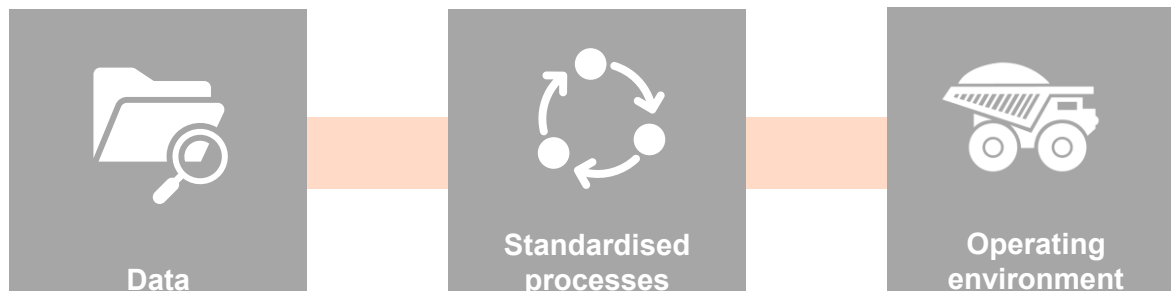 Data
Standardised
processes
Operating
environment